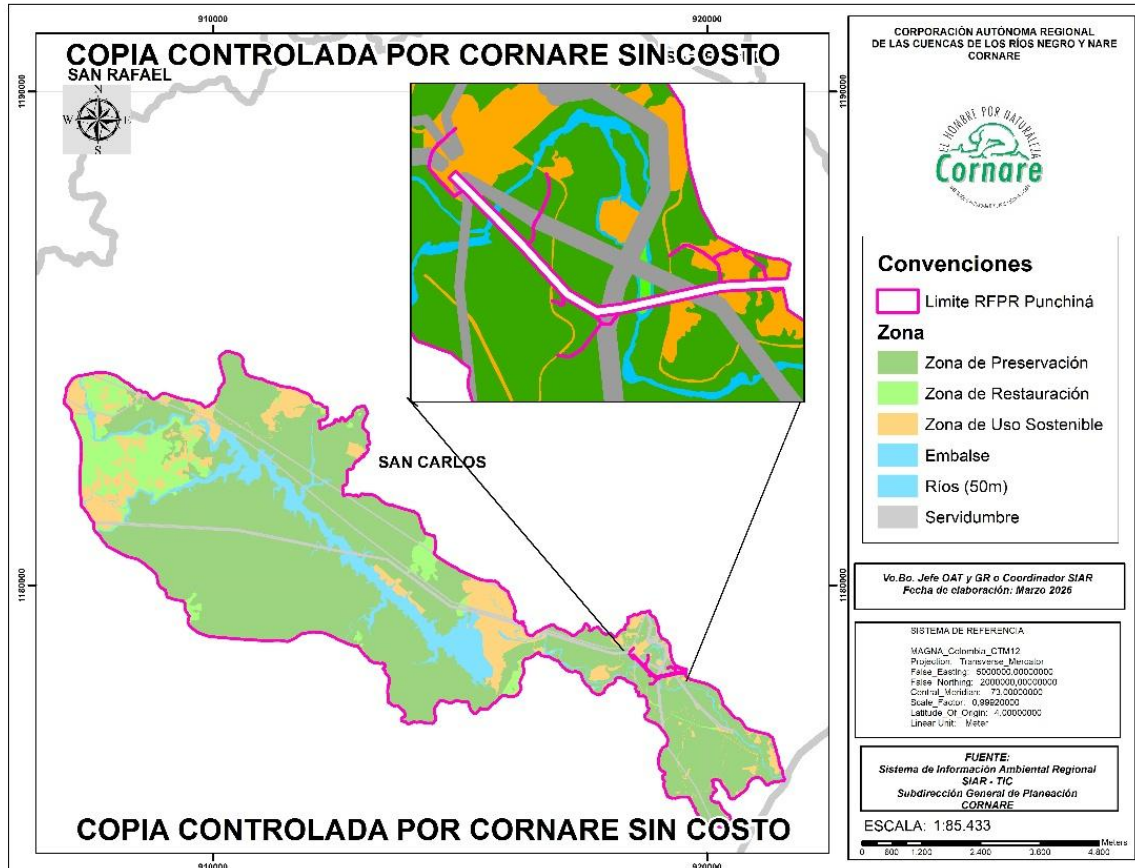 910000
920000
COPIA CONTROLADA POR CORNARE SIN COSTO
SAN RAFAEL
1190000
1190000
N
W E
S
SAN CARLOS
1180000
1180000
COPIA CONTROLADA POR CORNARE SIN COSTO
910000
920000
CORPORACIÓN AUTÓNOMA REGIONAL
DE LAS CUENCAS DE LOS RÍOS NEGRO Y NARE
CORNARE
EL HOMBRE POR NATURALEZA
Cornare
Convenciones
Limite RFPR Punchiná
Zona
Zona de Preservación
Zona de Restauración
Zona de Uso Sostenible
Embalse
Ríos (50m)
Servidumbre
Vo.Bo. Jefe OAT y GR o Coordinador SIAR
Fecha de elaboración: Marzo 2026
SISTEMA DE REFERENCIA
MAGNA_Colombia_CTM12
Projection: Transverse_Mercator
False_Easting: 5000000,00000000
False_Northing: 2000000,00000000
Central_Meridian: -73,00000000
Scale_Factor: 0,99920000
Latitude_Of_Origin: 4,00000000
Linear Unit: Meter
FUENTE:
Sistema de Información Ambiental Regional
SIAR - TIC
Subdirección General de Planeación
CORNARE
ESCALA: 1:85.433
Meters
0 600 1.200 2.400 3.600 4.800